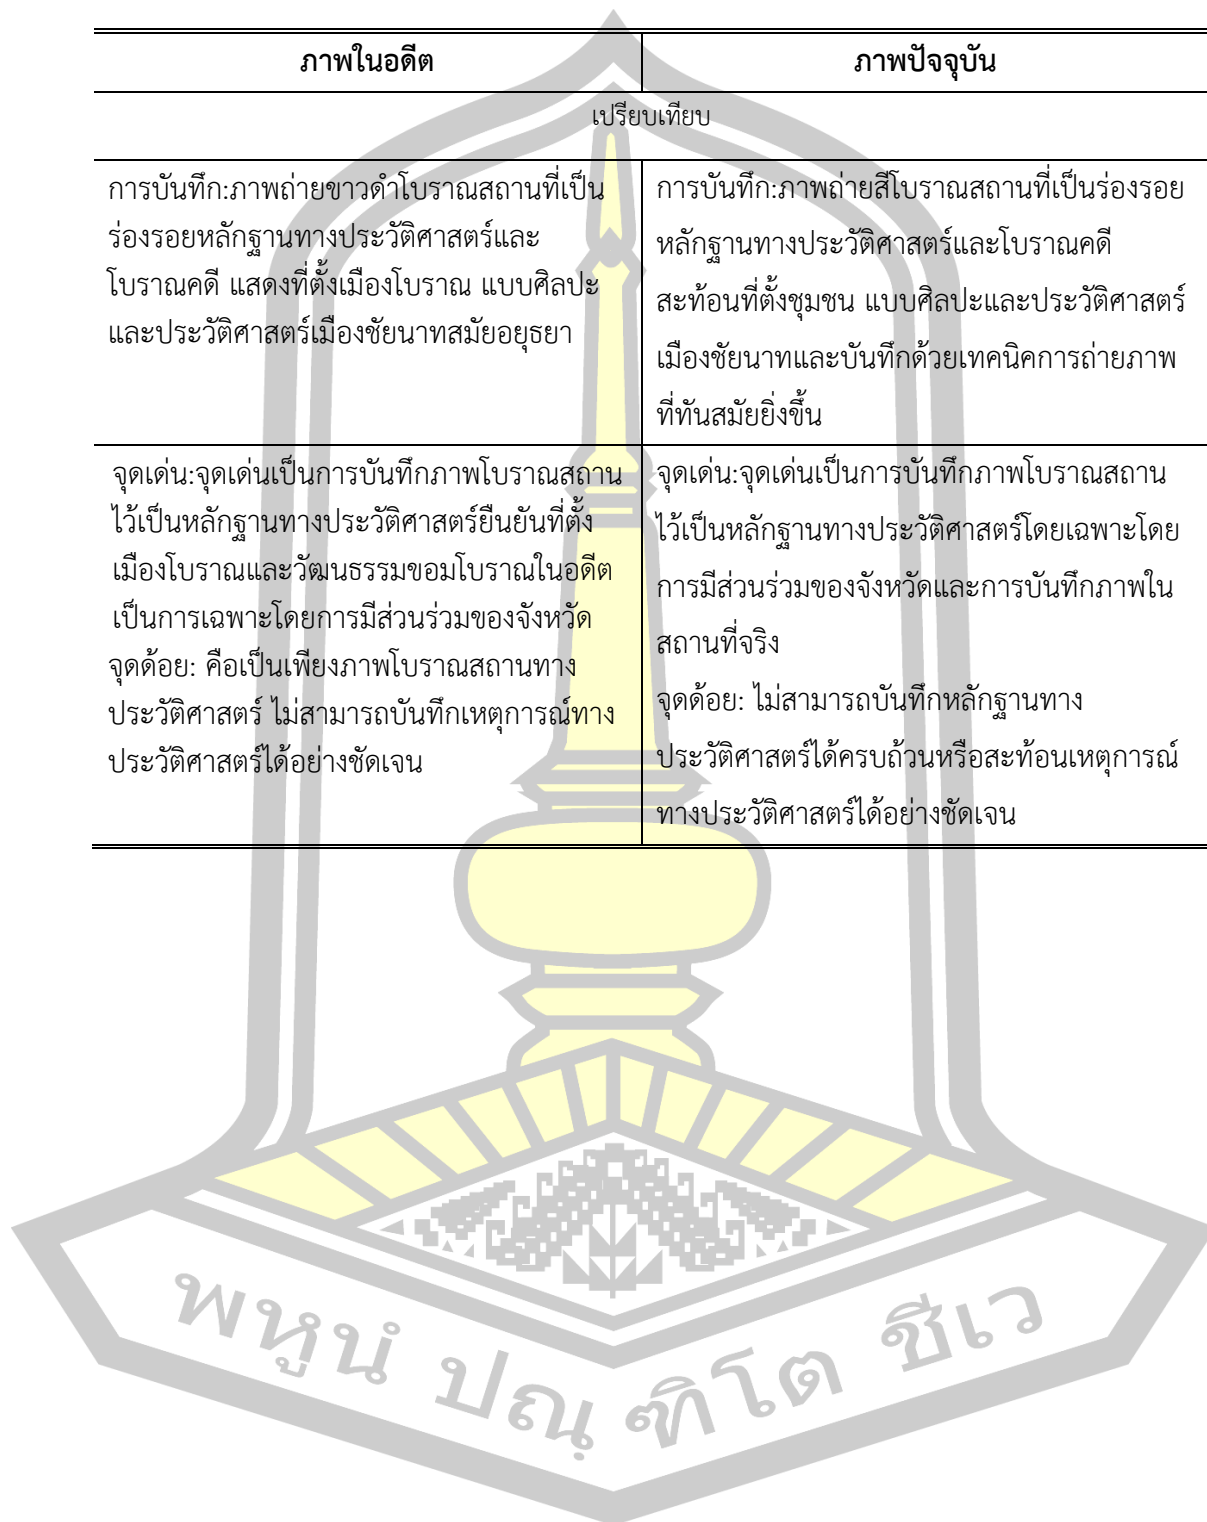 ภาพในอดีต
ภาพปัจจุบัน
เปรียบเทียบ
การบันทึก:ภาพถ่ายขาวดำโบราณสถานที่เป็น
ร่องรอยหลักฐานทางประวัติศาสตร์และ
โบราณคดี แสดงที่ตั้งเมืองโบราณ แบบศิลปะ
และประวัติศาสตร์เมืองชัยนาทสมัยอยุธยา
การบันทึก:ภาพถ่ายสีโบราณสถานที่เป็นร่องรอย
หลักฐานทางประวัติศาสตร์และโบราณคดี
สะท้อนที่ตั้งชุมชน แบบศิลปะและประวัติศาสตร์
เมืองชัยนาทและบันทึกด้วยเทคนิคการถ่ายภาพ
ที่ทันสมัยยิ่งขึ้น
จุดเด่น:จุดเด่นเป็นการบันทึกภาพโบราณสถาน
ไว้เป็นหลักฐานทางประวัติศาสตร์ยืนยันที่ตั้ง
เมืองโบราณและวัฒนธรรมขอมโบราณในอดีต
เป็นการเฉพาะโดยการมีส่วนร่วมของจังหวัด
จุดด้อย: คือเป็นเพียงภาพโบราณสถานทาง
ประวัติศาสตร์ ไม่สามารถบันทึกเหตุการณ์ทาง
ประวัติศาสตร์ได้อย่างชัดเจน
จุดเด่น:จุดเด่นเป็นการบันทึกภาพโบราณสถาน
ไว้เป็นหลักฐานทางประวัติศาสตร์โดยเฉพาะโดย
การมีส่วนร่วมของจังหวัดและการบันทึกภาพใน
สถานที่จริง
จุดด้อย: ไม่สามารถบันทึกหลักฐานทาง
ประวัติศาสตร์ได้ครบถ้วนหรือสะท้อนเหตุการณ์
ทางประวัติศาสตร์ได้อย่างชัดเจน
พหูนํ ปณฺฑิโต ชีเว